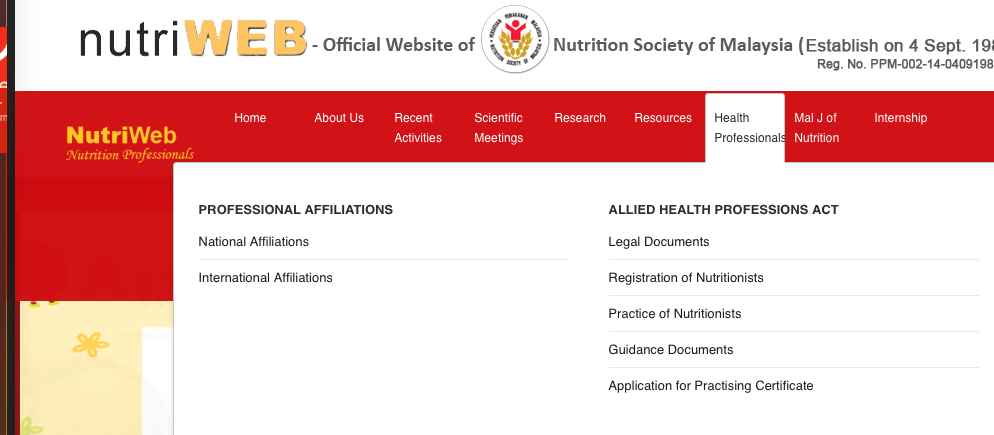 nutriWEB - Official Website of Nutrition Society of Malaysia (Establish on 4 Sept. 198
Reg. No. PPM-002-14-0409198
NutriWeb
Nutrition Professionals
Home
About Us
Recent
Activities
Scientific
Meetings
Research
Resources
Health
Professionals
Mal J of
Nutrition
Internship
PROFESSIONAL AFFILIATIONS
National Affiliations
International Affiliations
ALLIED HEALTH PROFESSIONS ACT
Legal Documents
Registration of Nutritionists
Practice of Nutritionists
Guidance Documents
Application for Practising Certificate